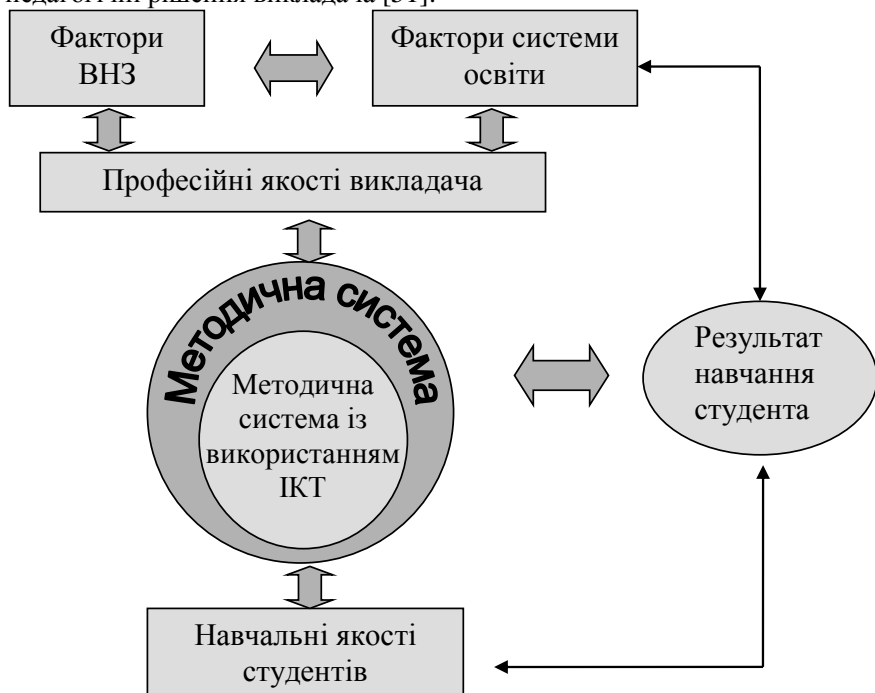 педагогічні рішення викладача [51].
Фактори
ВНЗ
Фактори системи
освіти
Професійні якості викладача
Методична система
Методична
система із
використанням
ІКТ
Результат
навчання
студента
Навчальні якості
студентів